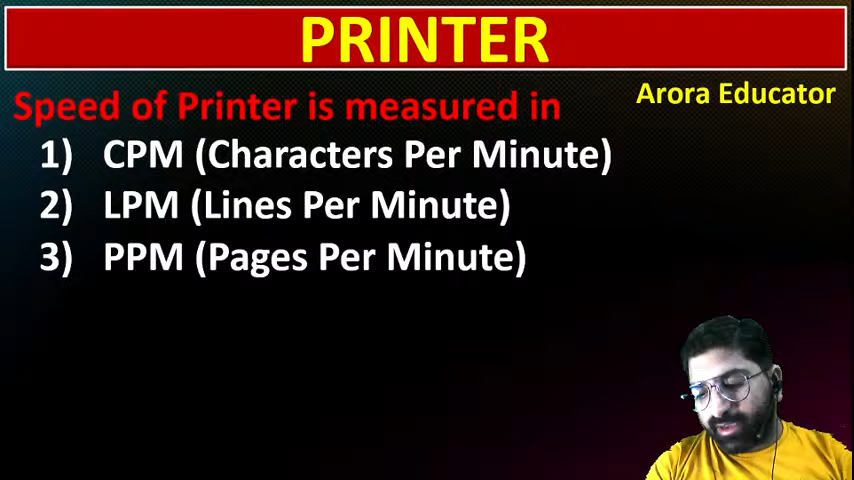 PRINTER
Arora Educator
Speed of Printer is measured in
1) CPM (Characters Per Minute)
2) LPM (Lines Per Minute)
3) PPM (Pages Per Minute)